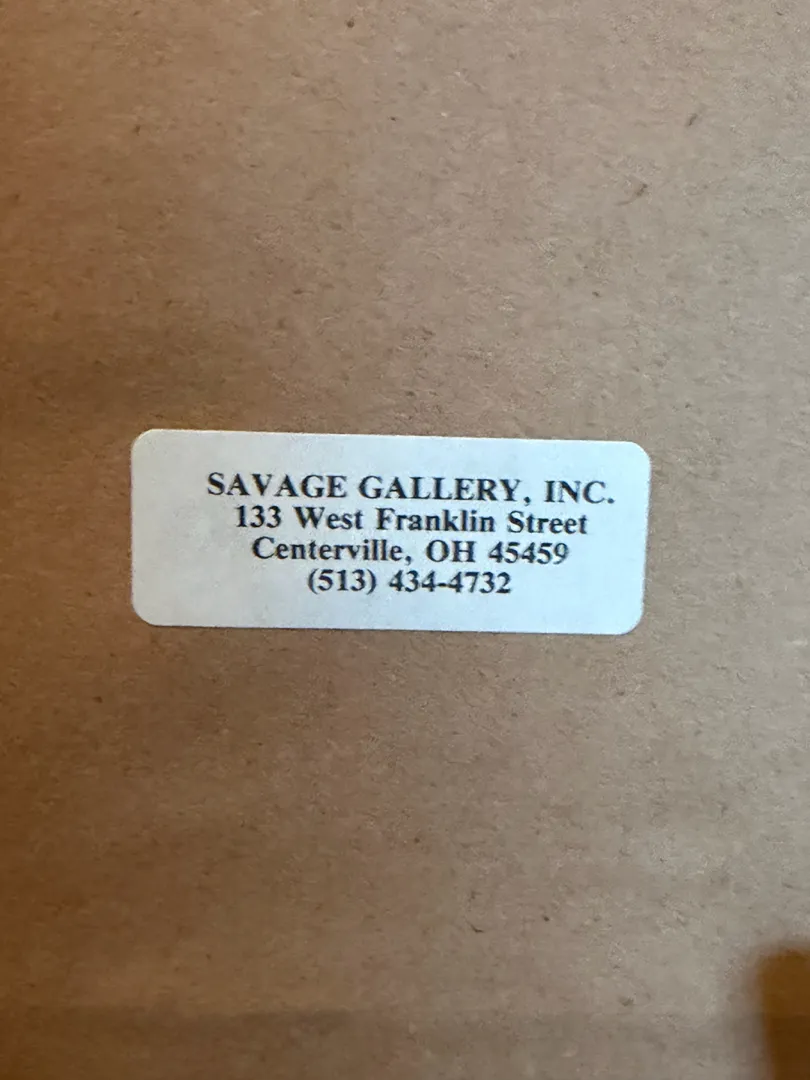 SAVAGE GALLERY, INC.
133 West Franklin Street
Centerville, OH 45459
(513) 434-4732